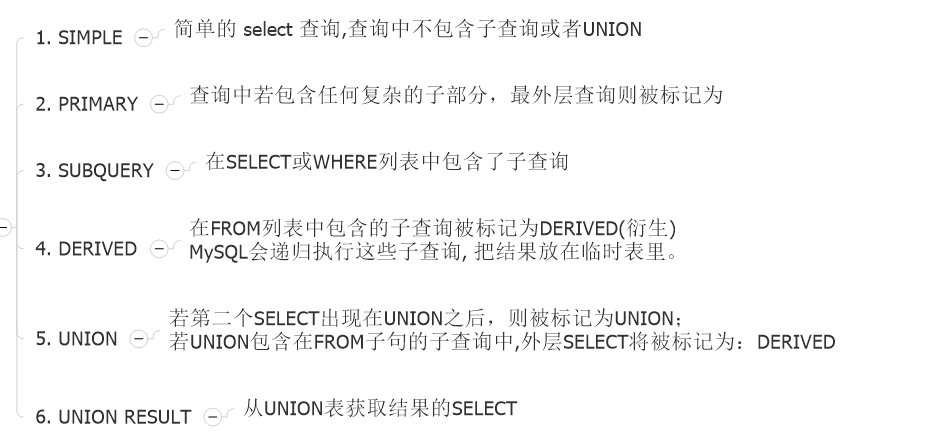 1. SIMPLE
简单的 select 查询,查询中不包含子查询或者UNION
2. PRIMARY
查询中若包含任何复杂的子部分，最外层查询则被标记为
3. SUBQUERY
在SELECT或WHERE列表中包含了子查询
4. DERIVED
在FROM列表中包含的子查询被标记为DERIVED(衍生)
MySQL会递归执行这些子查询, 把结果放在临时表里。
5. UNION
若第二个SELECT出现在UNION之后，则被标记为UNION；
若UNION包含在FROM子句的子查询中,外层SELECT将被标记为：DERIVED
6. UNION RESULT
从UNION表获取结果的SELECT